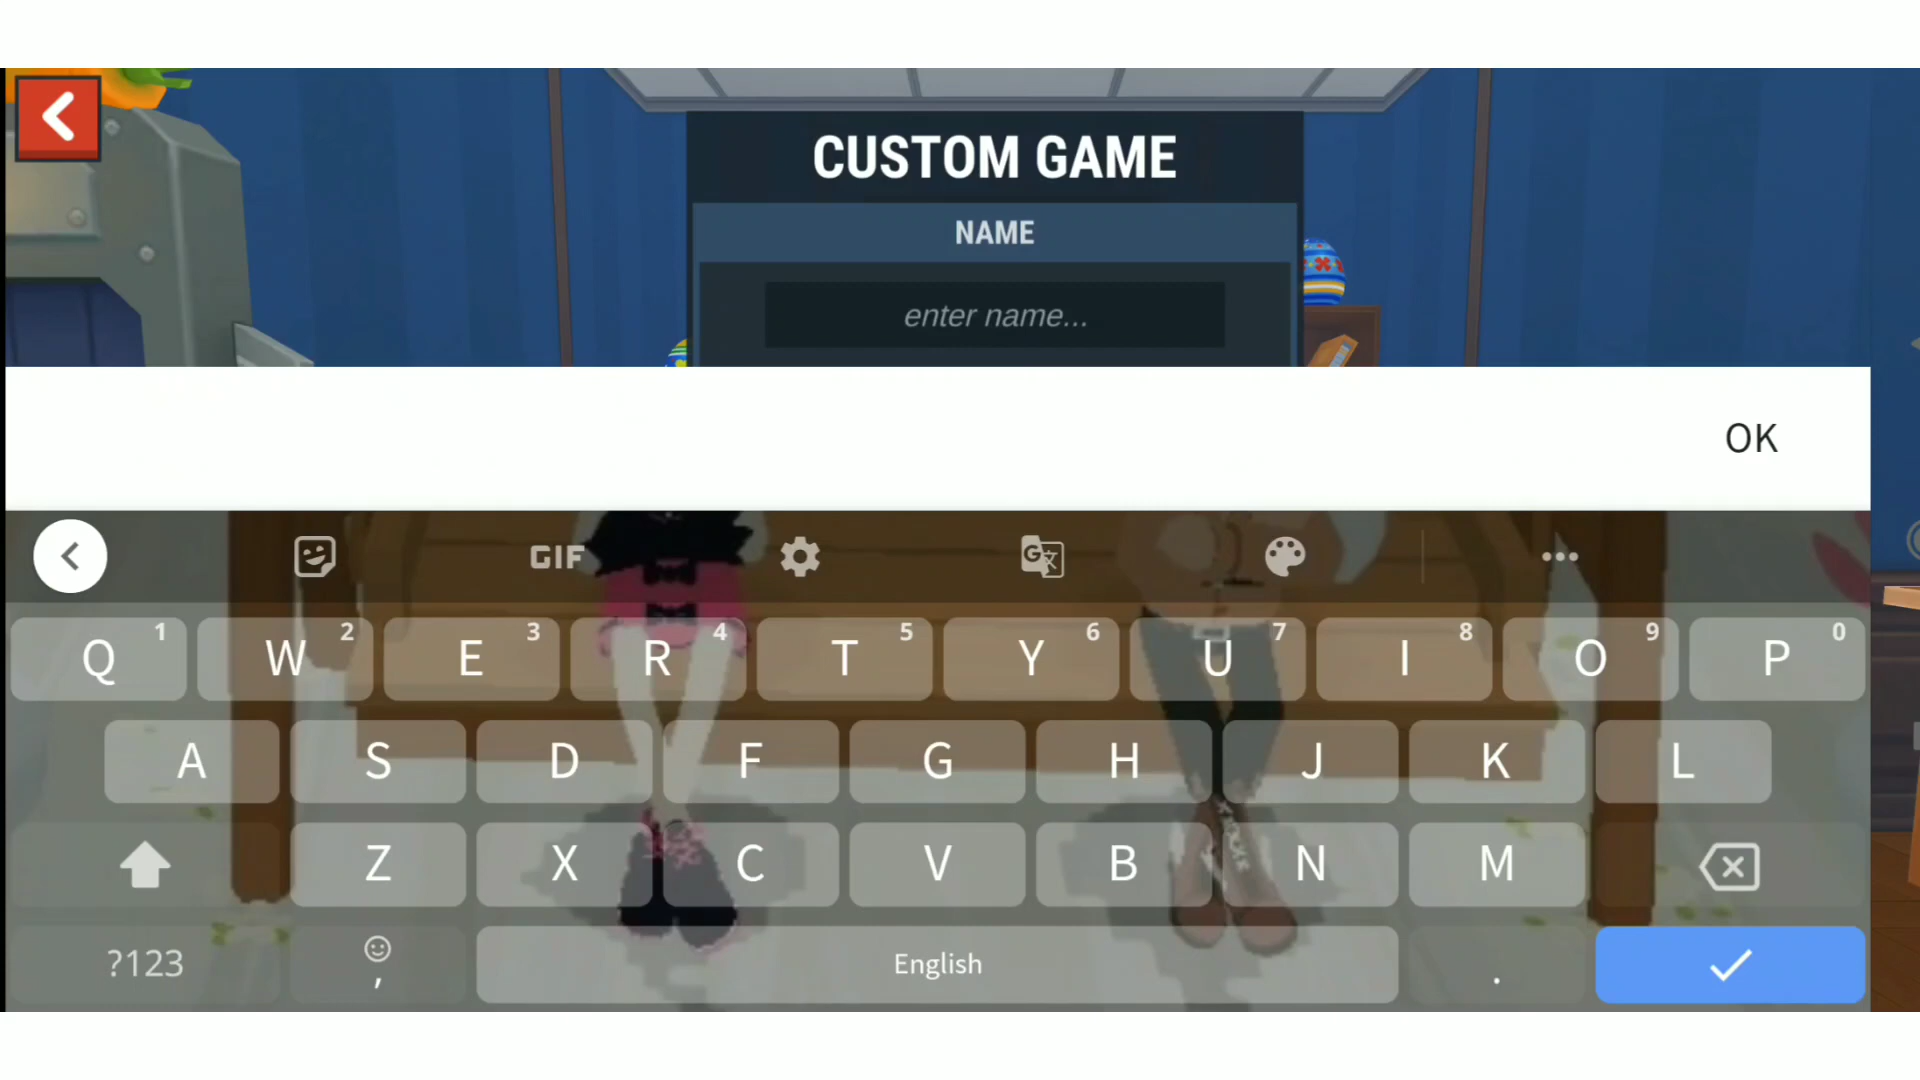 CUSTOM GAME
NAME
enter name...
OK
GIF
G
Q 1 W 2 E 3 R 4 T 5 Y 6 U 7 I 8 O 9 P 0
A S D F G H J K L
Z X C V B N M
?123 , English .